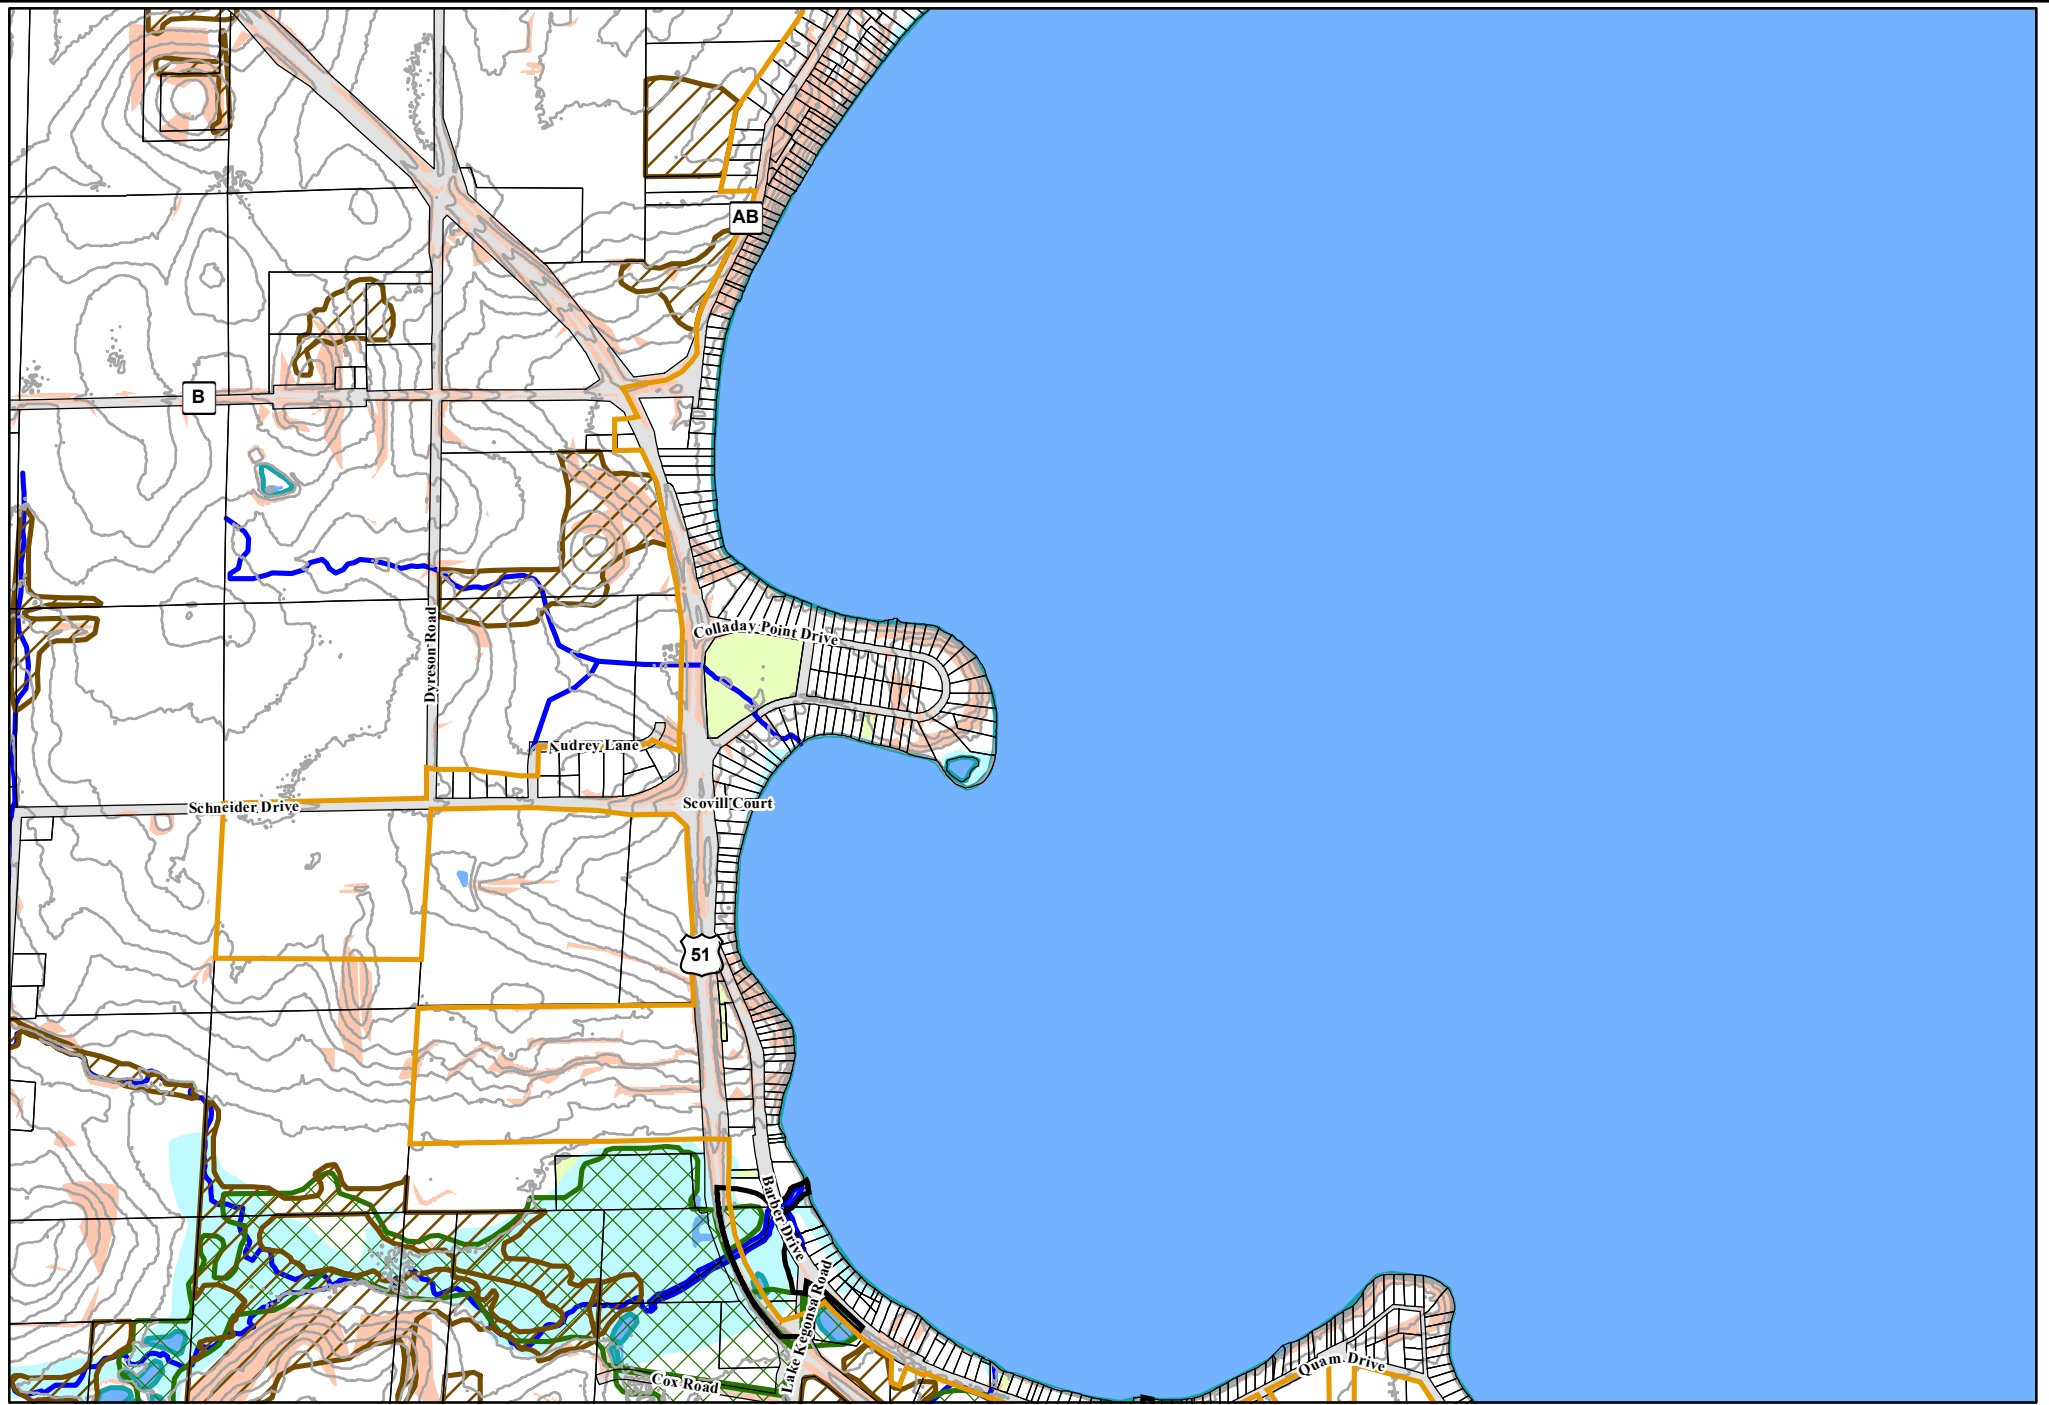 AB
B
Colladay Point Drive
Dyreson Road
Audrey Lane
Schneider Drive
Scovill Court
51
Barber Drive
Lake Kegonsa Road
Quam Drive
Cox Road